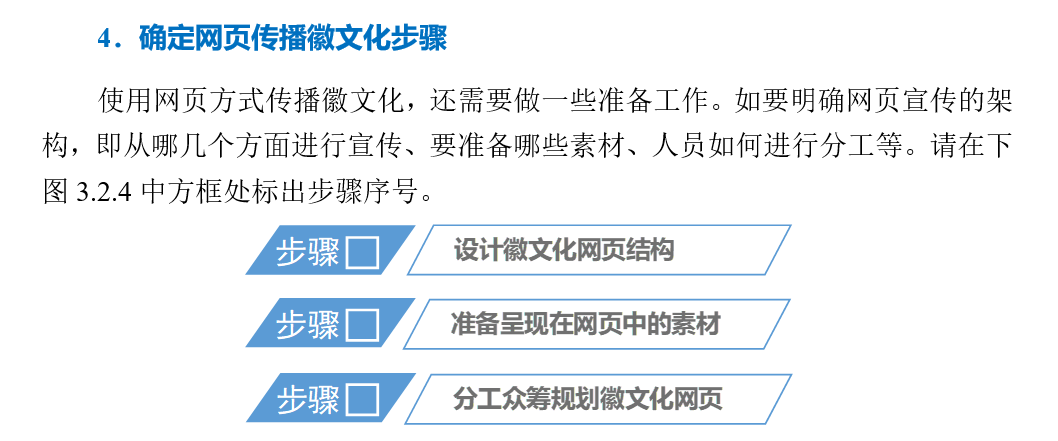 4．确定网页传播徽文化步骤
使用网页方式传播徽文化，还需要做一些准备工作。如要明确网页宣传的架
构，即从哪几个方面进行宣传、要准备哪些素材、人员如何进行分工等。请在下
图 3.2.4 中方框处标出步骤序号。
步骤□ 设计徽文化网页结构
步骤□ 准备呈现在网页中的素材
步骤□ 分工众筹规划徽文化网页